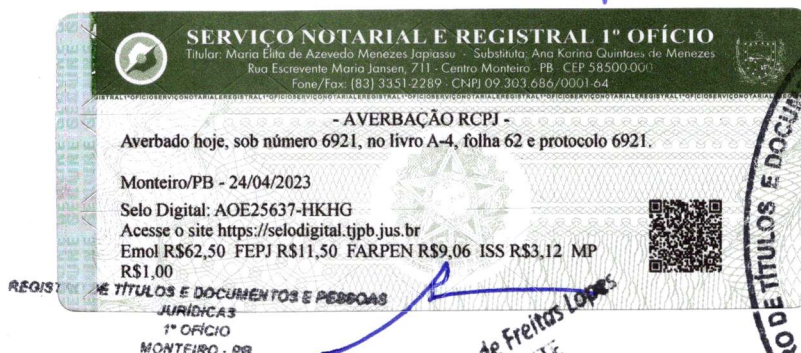 SERVIÇO NOTARIAL E REGISTRAL 1º OFÍCIO
Titular: Maria Élita de Azevedo Menezes Japiassu - Substituta: Ana Karina Quintaes de Menezes
Rua Escrevente Maria Jansen, 711 - Centro Monteiro - PB CEP 58500-000
Fone/Fax: (83) 3351-2289 - CNPJ 09.303.686/0001-64
- AVERBAÇÃO RCPJ -
Averbado hoje, sob número 6921, no livro A-4, folha 62 e protocolo 6921.
Monteiro/PB - 24/04/2023
Selo Digital: AOE25637-HKHG
Acesse o site https://selodigital.tjpb.jus.br
Emol R$62,50 FEPJ R$11,50 FARPEN R$9,06 ISS R$3,12 MP
R$1,00
REGIST DE TÍTULOS E DOCUMENTOS E PESSOAS
JURÍDICAS
1º OFÍCIO
MONTEIRO - PB
de Freitas Lopes
O DE TÍTULOS E DOCUM